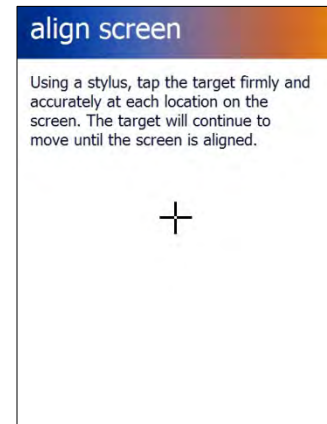 align screen
Using a stylus, tap the target firmly and
accurately at each location on the
screen. The target will continue to
move until the screen is aligned.